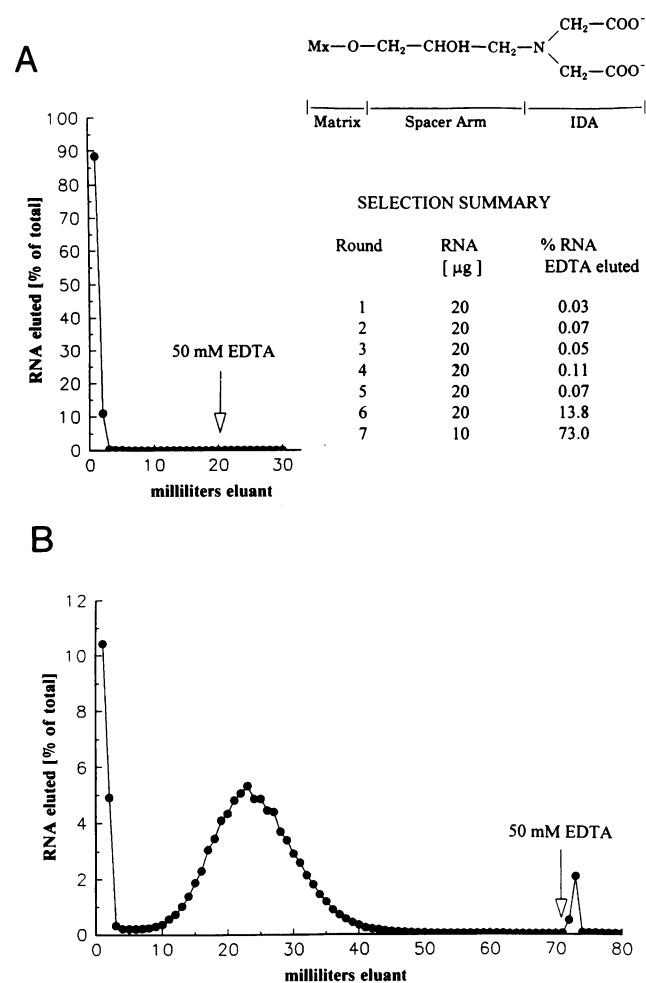 A
CH2—COO-
Mx—O—CH2—CHOH—CH2—N
CH2—COO-
Matrix Spacer Arm IDA
RNA eluted [% of total]
100
90
80
70
60
50
40
30
20
10
0
50 mM EDTA
0 10 20 30
milliliters eluant
SELECTION SUMMARY
Round RNA % RNA
[ μg ] EDTA eluted
1 20 0.03
2 20 0.07
3 20 0.05
4 20 0.11
5 20 0.07
6 20 13.8
7 10 73.0
B
RNA eluted [% of total]
12
10
8
6
4
2
0
50 mM EDTA
0 10 20 30 40 50 60 70 80
milliliters eluant